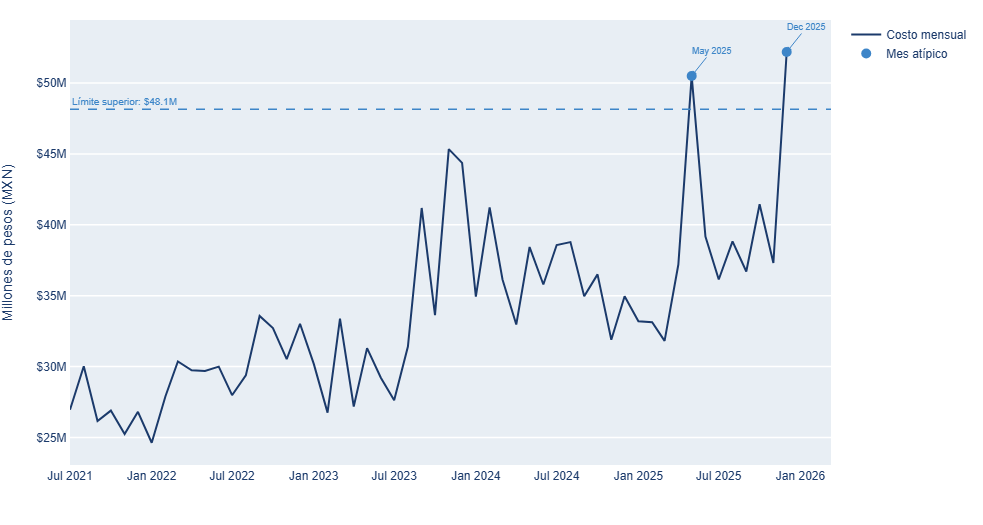 Dec 2025
May 2025
Costo mensual
Mes atípico
Límite superior: $48.1M
Millones de pesos (MXN)
$50M
$45M
$40M
$35M
$30M
$25M
Jul 2021
Jan 2022
Jul 2022
Jan 2023
Jul 2023
Jan 2024
Jul 2024
Jan 2025
Jul 2025
Jan 2026